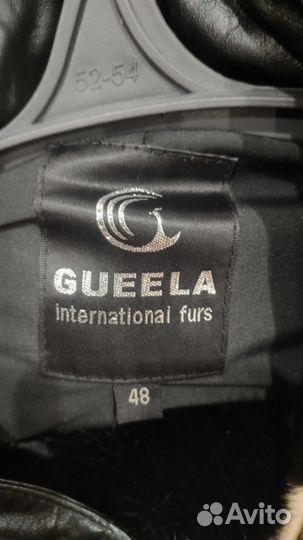 52-54
GUEELA
international furs
48
Avito